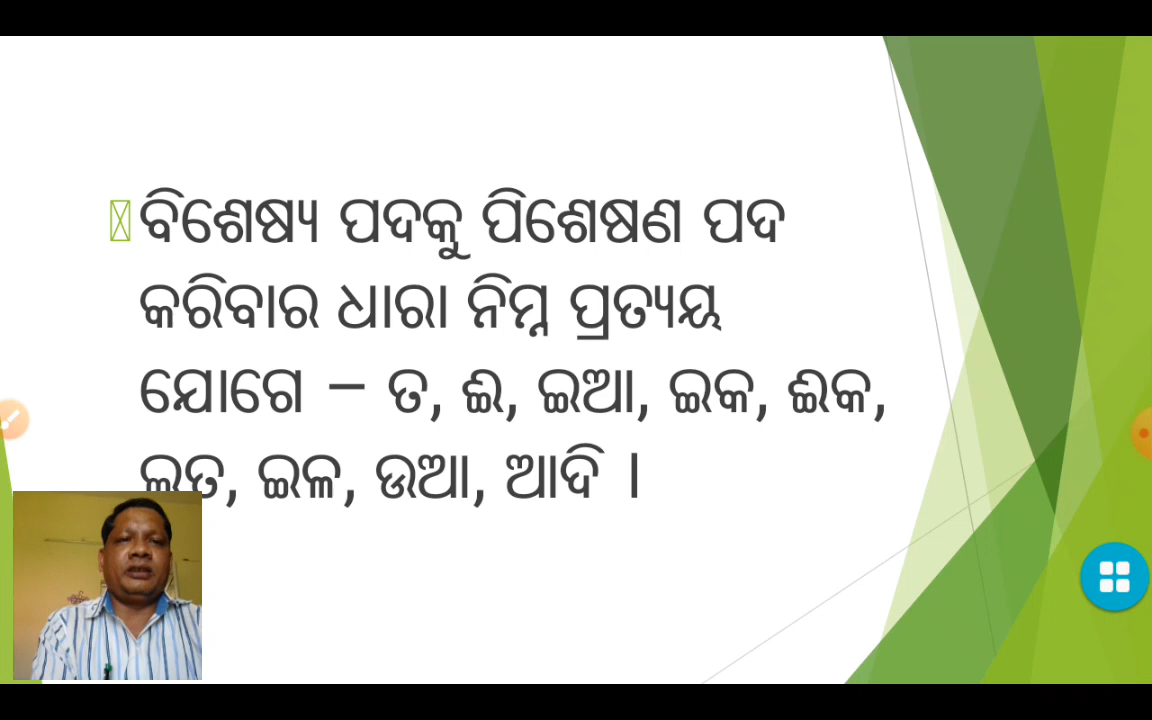 ବିଶେଷ୍ୟ ପଦକୁ ପିଶେଷଣ ପଦ
କରିବାର ଧାରା ନିମ୍ନ ପ୍ରତ୍ୟୟ
ଯୋଗେ – ତ, ଈ, ଇଆ, ଇକ, ଈକ,
ଇତ, ଇଳ, ଉଆ, ଆଦି ।